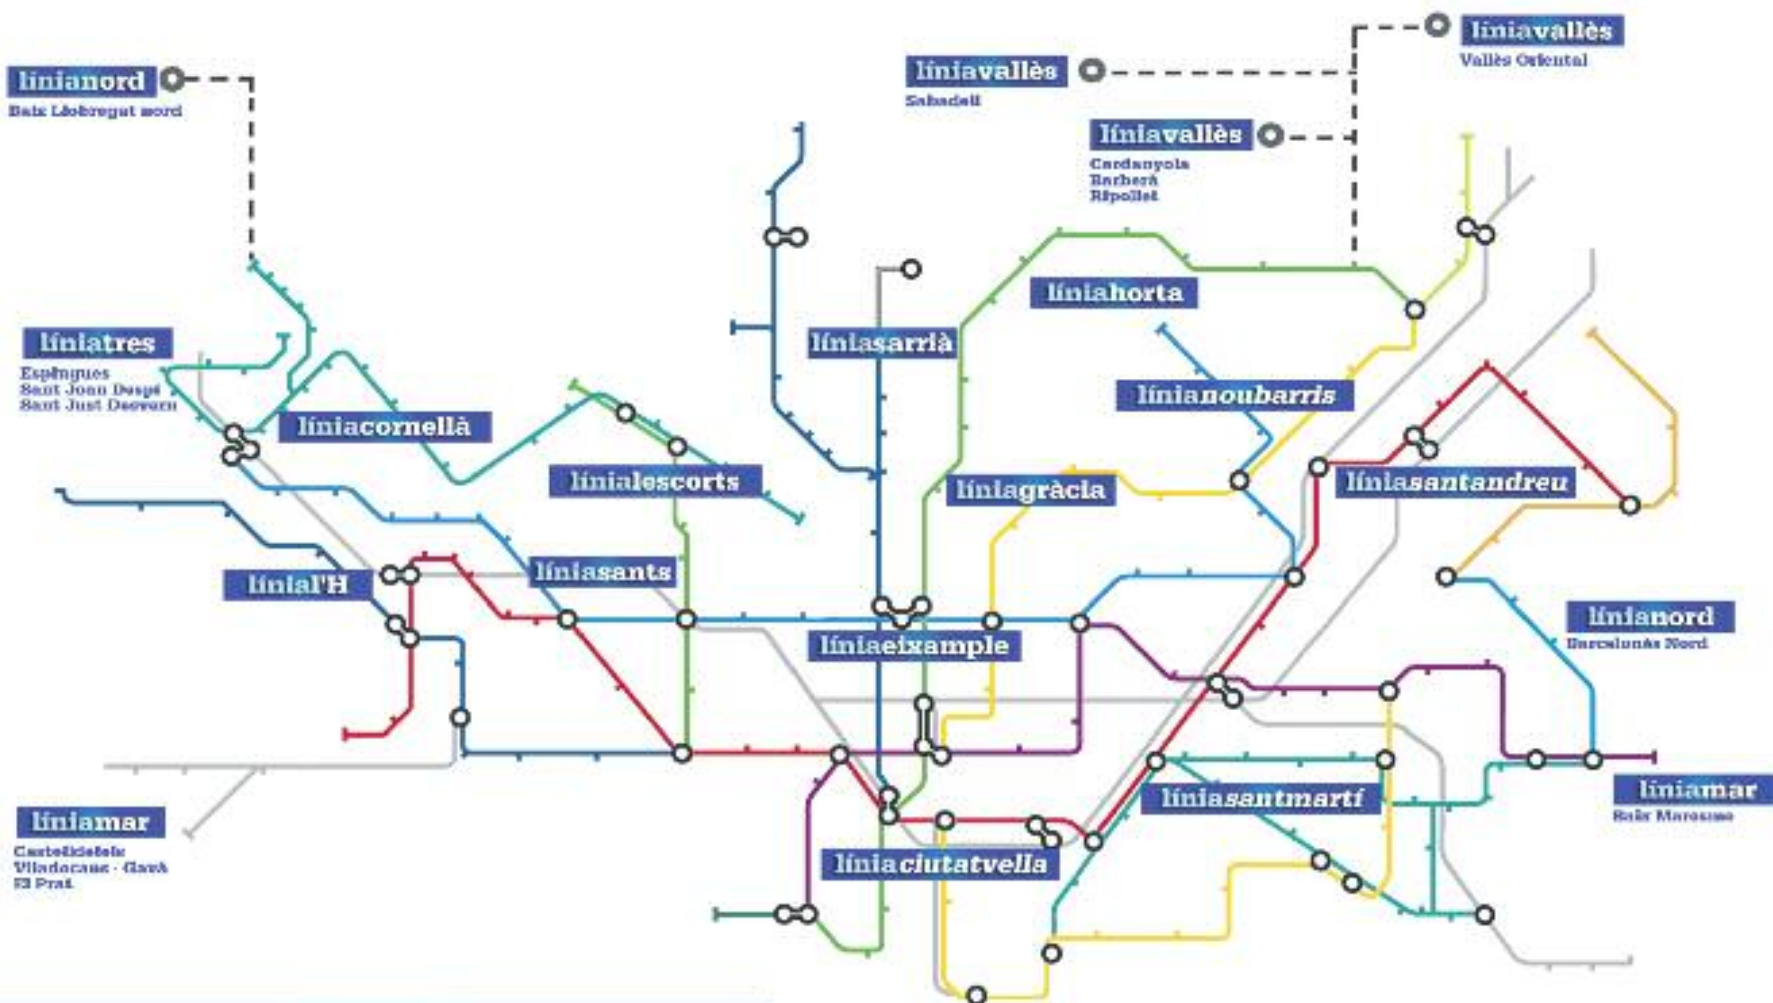 línianord
Baix Llobregat nord
líniavallès
Sabadell
líniavallès
Vallès Oriental
líniavallès
Cerdanyola
Barberà
Ripollet
líniatres
Esplugues
Sant Joan Despí
Sant Just Desvern
líniacornellà
línialescorts
líniasarrià
líniahorta
línianoubarris
líniagràcia
líniasantandreu
línial'H
líniasants
líniaeixample
línianord
Barcelonès Nord
líniamar
Castelldefels
Viladecans - Gavà
El Prat
líniaciutatvella
líniasantmartí
líniamar
Baix Maresme